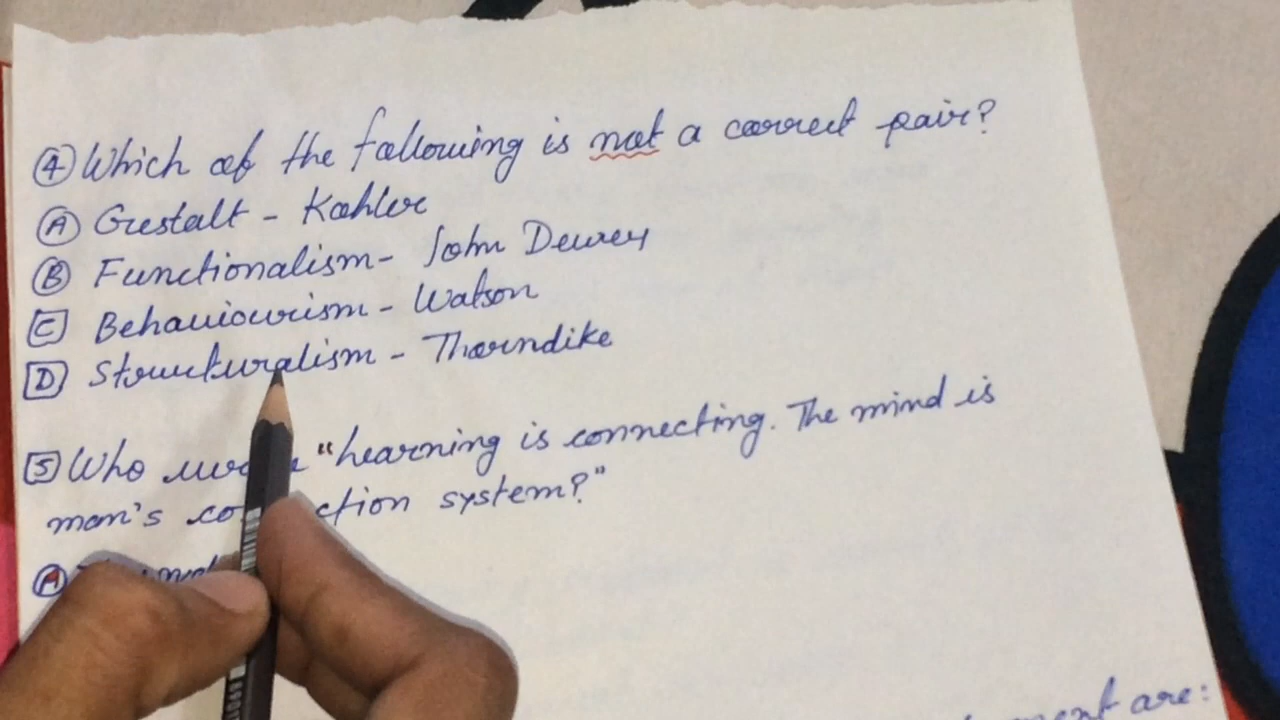 ④ Which of the following is not a correct pair?
Ⓐ Gestalt - Kohler
Ⓑ Functionalism - John Dewey
C Behaviourism - Watson
D Structuralism - Thorndike
5 Who "learning is connecting. The mind is
man's system?"
Ⓐ
are: